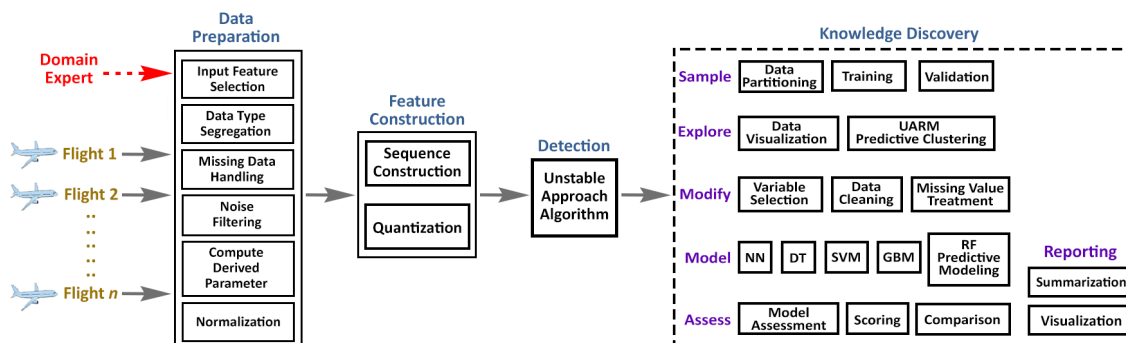 Domain
Expert
Flight 1
Flight 2
Flight n
Data
Preparation
Input Feature
Selection
Data Type
Segregation
Missing Data
Handling
Noise
Filtering
Compute
Derived
Parameter
Normalization
Feature
Construction
Sequence
Construction
Quantization
Detection
Unstable
Approach
Algorithm
Knowledge Discovery
Sample
Data
Partitioning
Training
Validation
Explore
Data
Visualization
UARM
Predictive Clustering
Modify
Variable
Selection
Data
Cleaning
Missing Value
Treatment
Model
NN
DT
SVM
GBM
RF
Predictive
Modeling
Assess
Model
Assessment
Scoring
Comparison
Reporting
Summarization
Visualization